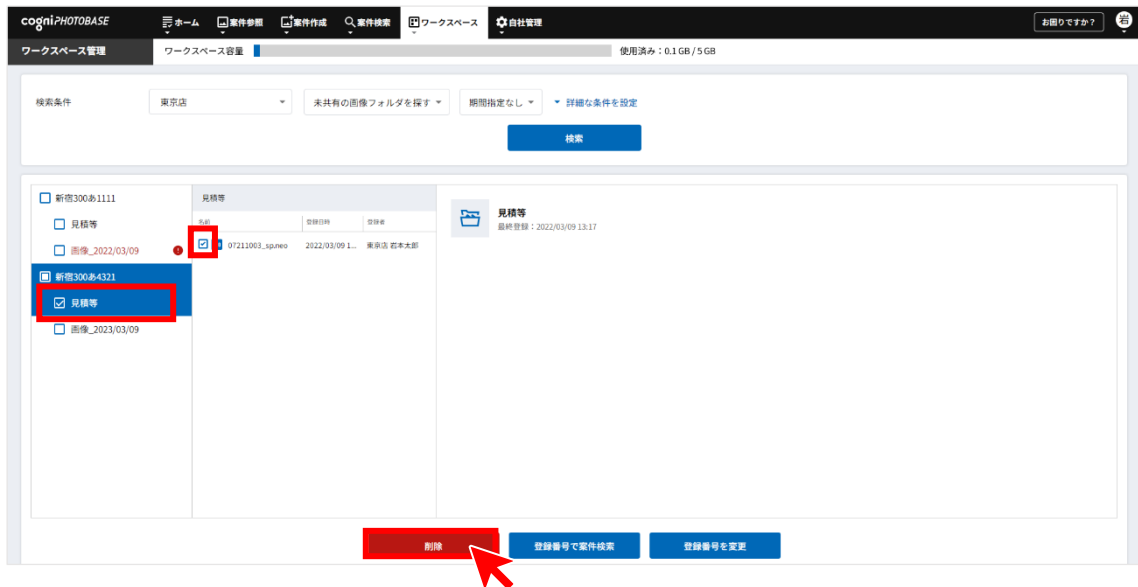 cogniPHOTOBASE ホーム 案件参照 案件作成 案件検索 ワークスペース 自社管理 お困りですか？ 岩
ワークスペース管理 ワークスペース容量 使用済み：0.1 GB / 5 GB
検索条件 東京店 未共有の画像フォルダを探す 期間指定なし 詳細な条件を設定
検索
新宿300あ1111
見積等
画像_2022/03/09
新宿300あ4321
見積等
画像_2023/03/09
見積等
名前 登録日時 登録者
07211003_sp.neo 2022/03/09 1... 東京店 岩本太郎
見積等
最終登録：2022/03/09 13:17
削除 登録番号で案件検索 登録番号を変更